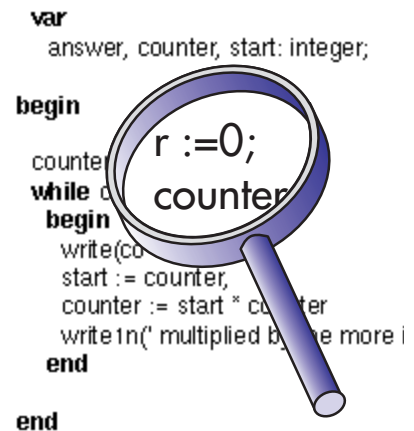 var
answer, counter, start: integer;
begin
r :=0;
counter
counter
while
begin
write(co
start := counter,
counter := start * co ter
write1n(' multiplied b ne more i
end
end